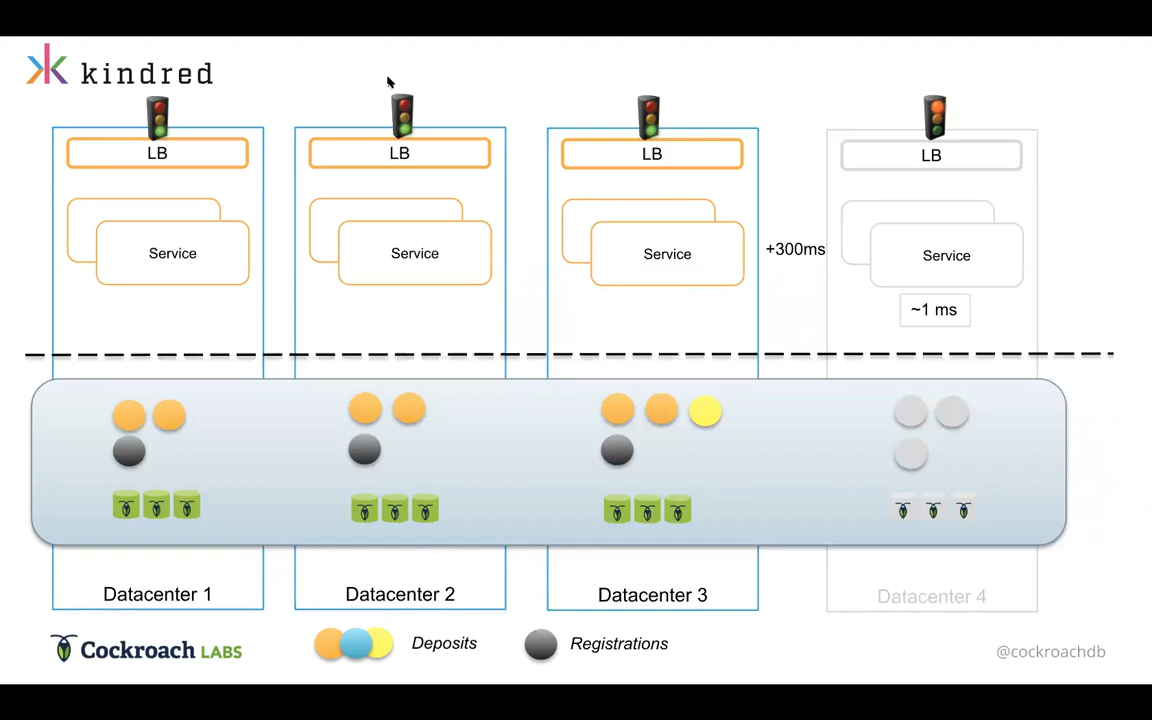 kindred
LB
LB
LB
LB
Service
Service
Service
+300ms
Service
~1 ms
Datacenter 1
Datacenter 2
Datacenter 3
Datacenter 4
Cockroach LABS
Deposits
Registrations
@cockroachdb